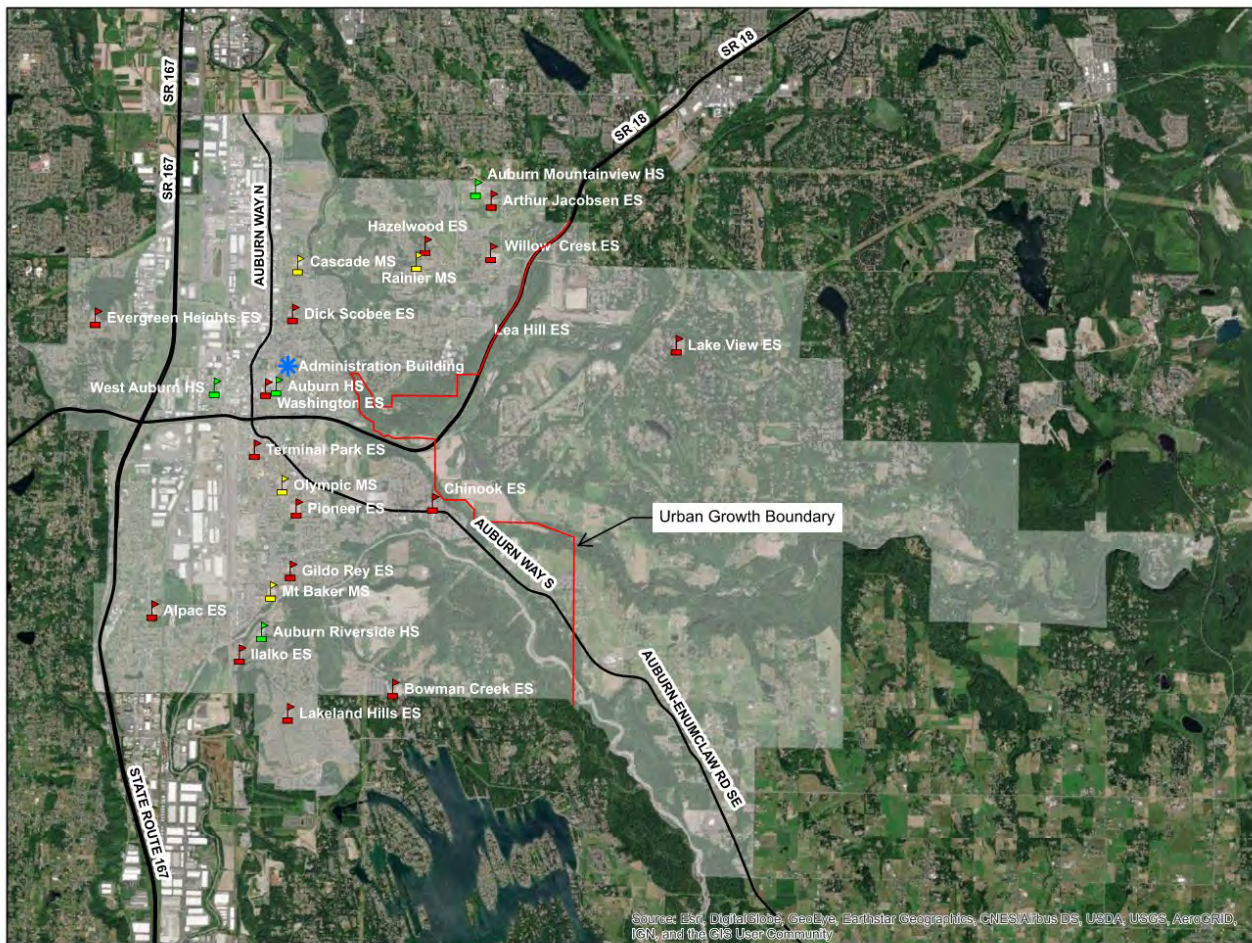 SR 18
SR 167
SR 18
SR 167
AUBURN WAY N
Auburn Mountainview HS
Arthur Jacobsen ES
Hazelwood ES
Willow Crest ES
Cascade MS
Rainier MS
Evergreen Heights ES
Dick Scobee ES
Lea Hill ES
Lake View ES
Administration Building
West Auburn HS
Auburn HS
Washington ES
Terminal Park ES
Olympic MS
Chinook ES
Pioneer ES
Urban Growth Boundary
AUBURN WAY S
Gildo Rey ES
Mt Baker MS
Alpac ES
Auburn Riverside HS
Ilalko ES
Bowman Creek ES
AUBURN-ENUMCLAW RD SE
Lakeland Hills ES
STATE ROUTE 167
Source: Esri, DigitalGlobe, GeoEye, Earthstar Geographics, CNES/Airbus DS, USDA, USGS, AeroGRID,
IGN, and the GIS User Community